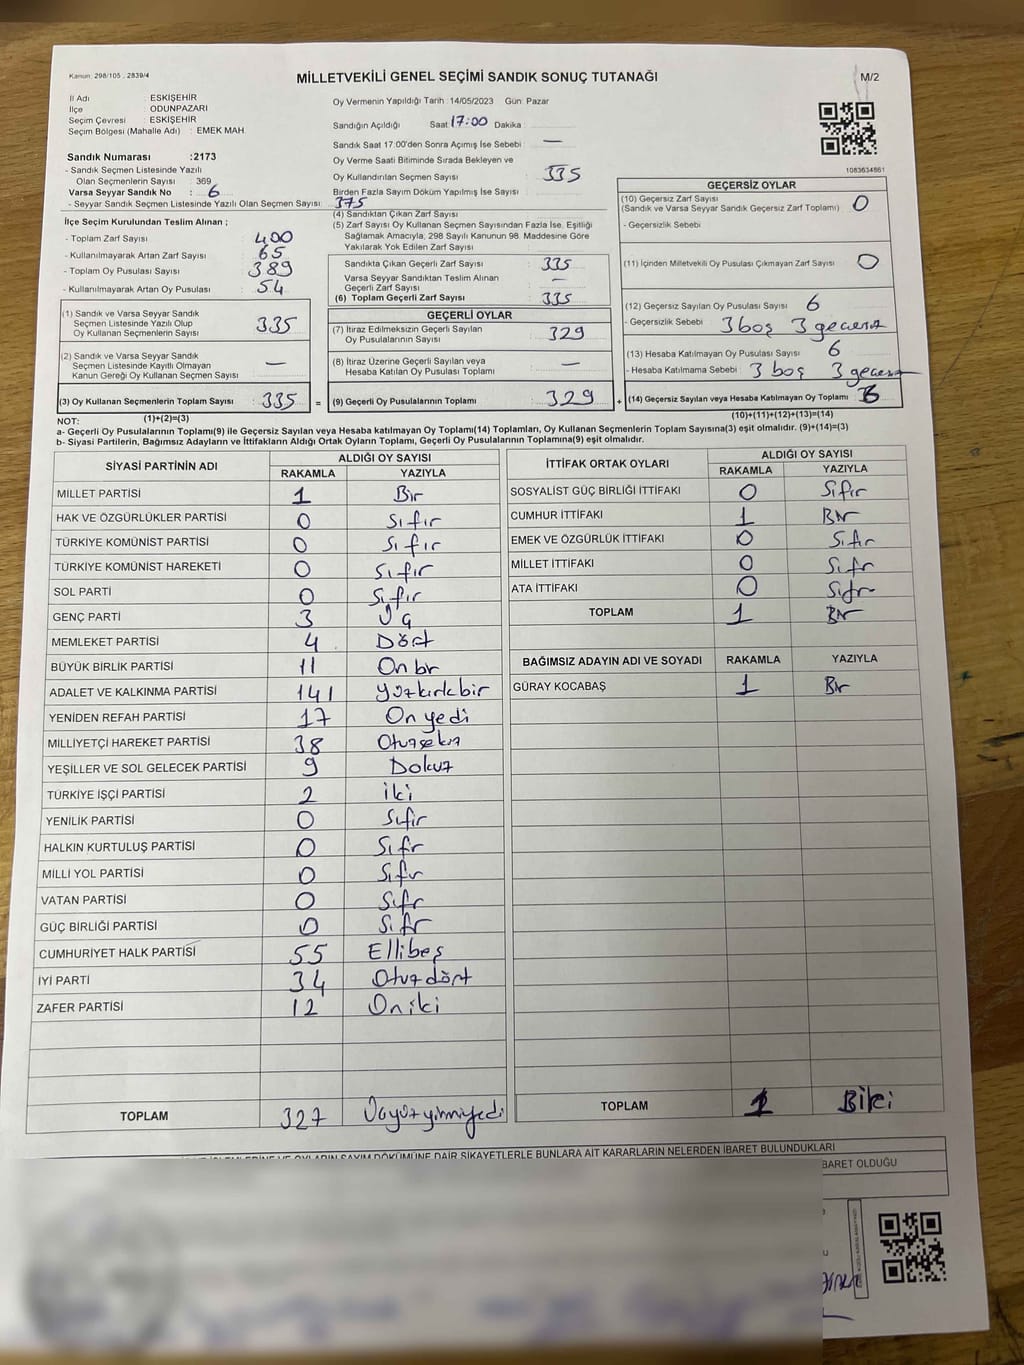 Kanun: 298/105 , 2839/4
MİLLETVEKİLİ GENEL SEÇİMİ SANDIK SONUÇ TUTANAĞI
M/2
İl Adı : ESKİŞEHİR
İlçe : ODUNPAZARI
Seçim Çevresi : ESKİŞEHİR
Seçim Bölgesi (Mahalle Adı) : EMEK MAH.
Sandık Numarası :2173
- Sandık Seçmen Listesinde Yazılı
Olan Seçmenlerin Sayısı : 369
Varsa Seyyar Sandık No : 6
- Seyyar Sandık Seçmen Listesinde Yazılı Olan Seçmen Sayısı : 375
Oy Vermenin Yapıldığı Tarih : 14/05/2023 Gün: Pazar
Sandığın Açıldığı Saat 17:00 Dakika :
Sandık Saati 17:00'den Sonra Açımış İse Sebebi : —
Oy Verme Saati Bitiminde Sırada Bekleyen ve
Oy Kullandırılan Seçmen Sayısı : 335
Birden Fazla Sayım Döküm Yapılmış İse Sayısı :
(4) Sandıktan Çıkan Zarf Sayısı :
(5) Zarf Sayısı Oy Kullanan Seçmen Sayısından Fazla İse, Eşitliği
Sağlamak Amacıyla, 298 Sayılı Kanunun 98. Maddesine Göre
Yakılarak Yok Edilen Zarf Sayısı :
1083634861
İlçe Seçim Kurulundan Teslim Alınan ;
- Toplam Zarf Sayısı : 400
- Kullanılmayarak Artan Zarf Sayısı : 65
- Toplam Oy Pusulası Sayısı : 389
- Kullanılmayarak Artan Oy Pusulası : 54
Sandıkta Çıkan Geçerli Zarf Sayısı : 335
Varsa Seyyar Sandıktan Teslim Alınan
Geçerli Zarf Sayısı : —
(6) Toplam Geçerli Zarf Sayısı : 335
GEÇERSİZ OYLAR
(10) Geçersiz Zarf Sayısı
(Sandık ve Varsa Seyyar Sandık Geçersiz Zarf Toplamı) : 0
- Geçersizlik Sebebi :
(11) İçinden Milletvekili Oy Pusulası Çıkmayan Zarf Sayısı : 0
(12) Geçersiz Sayılan Oy Pusulası Sayısı : 6
- Geçersizlik Sebebi : 3 boş 3 geçersiz
(13) Hesaba Katılmayan Oy Pusulası Sayısı : 6
- Hesaba Katılmama Sebebi : 3 boş 3 geçersiz
(14) Geçersiz Sayılan veya Hesaba Katılmayan Oy Toplamı :
(10)+(11)+(12)+(13)=(14)
(1) Sandık ve Varsa Seyyar Sandık
Seçmen Listesinde Yazılı Olup
Oy Kullanan Seçmenlerin Sayısı : 335
(2) Sandık ve Varsa Seyyar Sandık
Seçmen Listesinde Kayıtlı Olmayan
Kanun Gereği Oy Kullanan Seçmen Sayısı : —
(3) Oy Kullanan Seçmenlerin Toplam Sayısı : 335 =
(1)+(2)=(3)
GEÇERLİ OYLAR
(7) İtiraz Edilmeksizin Geçerli Sayılan
Oy Pusulalarının Sayısı : 329
(8) İtiraz Üzerine Geçerli Sayılan veya
Hesaba Katılan Oy Pusulası Toplamı : —
(9) Geçerli Oy Pusulalarının Toplamı : 329 +
NOT:
a- Geçerli Oy Pusulalarının Toplamı(9) ile Geçersiz Sayılan veya Hesaba katılmayan Oy Toplamı(14) Toplamları, Oy Kullanan Seçmenlerin Toplam Sayısına(3) eşit olmalıdır. (9)+(14)=(3)
b- Siyasi Partilerin, Bağımsız Adayların ve İttifakların Aldığı Ortak Oyların Toplamı, Geçerli Oy Pusulalarının Toplamına(9) eşit olmalıdır.
SİYASİ PARTİNİN ADI ALDIĞI OY SAYISI
RAKAMLA YAZIYLA
MİLLET PARTİSİ 1 Bir
HAK VE ÖZGÜRLÜKLER PARTİSİ 0 Sıfır
TÜRKİYE KOMÜNİST PARTİSİ 0 Sıfır
TÜRKİYE KOMÜNİST HAREKETİ 0 Sıfır
SOL PARTİ 0 Sıfır
GENÇ PARTİ 3 Üç
MEMLEKET PARTİSİ 4 Dört
BÜYÜK BİRLİK PARTİSİ 11 Onbir
ADALET VE KALKINMA PARTİSİ 141 Yüzkırkbir
YENİDEN REFAH PARTİSİ 17 Onyedi
MİLLİYETÇİ HAREKET PARTİSİ 38 Otuzsekiz
YEŞİLLER VE SOL GELECEK PARTİSİ 9 Dokuz
TÜRKİYE İŞÇİ PARTİSİ 2 iki
YENİLİK PARTİSİ 0 Sıfır
HALKIN KURTULUŞ PARTİSİ 0 Sıfır
MİLLİ YOL PARTİSİ 0 Sıfır
VATAN PARTİSİ 0 Sıfır
GÜÇ BİRLİĞİ PARTİSİ 0 Sıfır
CUMHURİYET HALK PARTİSİ 55 Ellibeş
İYİ PARTİ 34 Otuzdört
ZAFER PARTİSİ 12 Oniki
TOPLAM 327 Üçyüzyirmiyedi
İTTİFAK ORTAK OYLARI ALDIĞI OY SAYISI
RAKAMLA YAZIYLA
SOSYALİST GÜÇ BİRLİĞİ İTTİFAKI 0 Sıfır
CUMHUR İTTİFAKI 1 Bir
EMEK VE ÖZGÜRLÜK İTTİFAKI 0 Sıfır
MİLLET İTTİFAKI 0 Sıfır
ATA İTTİFAKI 0 Sıfır
TOPLAM 1 Bir
BAĞIMSIZ ADAYIN ADI VE SOYADI RAKAMLA YAZIYLA
GÜRAY KOCABAŞ 1 Bir
TOPLAM
OYLARIN SAYIM DÖKÜMÜNE DAİR ŞİKAYETLERLE BUNLARA AİT KARARLARIN NELERDEN İBARET BULUNDUKLARI
İBARET OLDUĞU